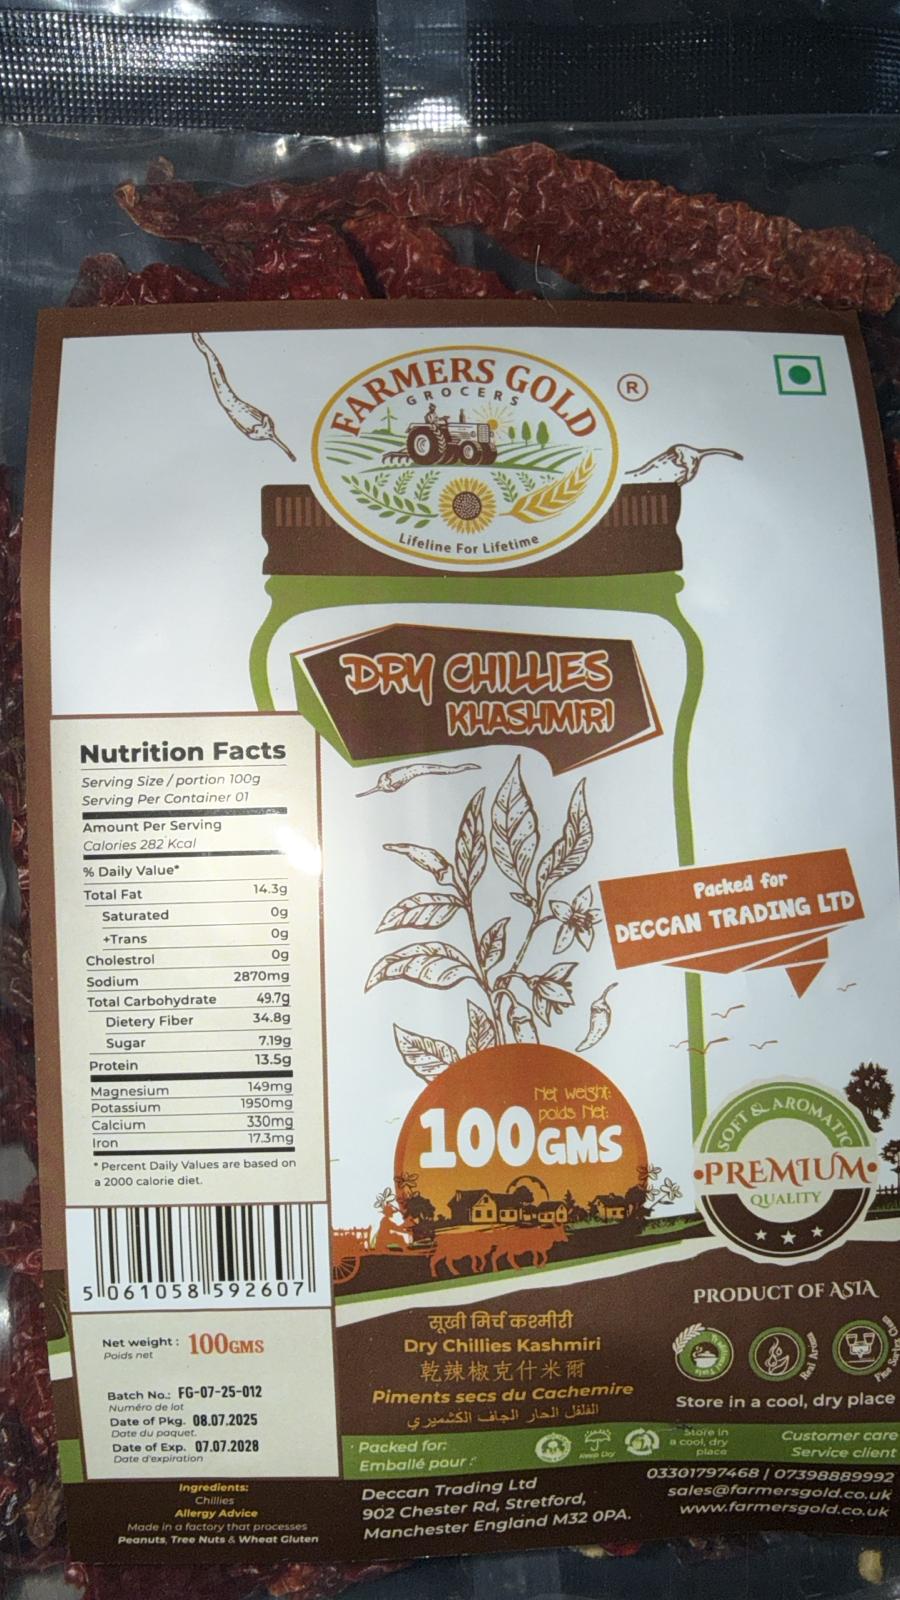 FARMERS GOLD
GROCERS
Lifeline For Lifetime
®
DRY CHILLIES
KHASHMIRI
Nutrition Facts
Serving Size / portion 100g
Serving Per Container 01
Amount Per Serving
Calories 282 Kcal
% Daily Value*
Total Fat 14.3g
Saturated 0g
+Trans 0g
Cholestrol 0g
Sodium 2870mg
Total Carbohydrate 49.7g
Dietery Fiber 34.8g
Sugar 7.19g
Protein 13.5g
Magnesium 149mg
Potassium 1950mg
Calcium 330mg
Iron 17.3mg
* Percent Daily Values are based on
a 2000 calorie diet.
5 061058 592607
Net weight : 100GMS
Poids net
Batch No.: FG-07-25-012
Numéro de lot
Date of Pkg. 08.07.2025
Date du paquet.
Date of Exp. 07.07.2028
Date d'expiration
Ingredients:
Chillies
Allergy Advice
Made in a factory that processes
Peanuts, Tree Nuts & Wheat Gluten
Packed for
DECCAN TRADING LTD
Net weight:
poids Net:
100GMS
SOFT & AROMATIC
PREMIUM
QUALITY
PRODUCT OF ASIA
Real Aroma
Store in a cool, dry place
सूखी मिर्च कश्मीरी
Dry Chillies Kashmiri
乾辣椒克什米爾
Piments secs du Cachemire
الفلفل الحار الجاف الكشميري
Packed for:
Emballé pour :
Keep Dry
Store in
a cool, dry
place
Customer care
Service client
Deccan Trading Ltd
902 Chester Rd, Stretford,
Manchester England M32 0PA.
03301797468 | 07398889992
sales@farmersgold.co.uk
www.farmersgold.co.uk